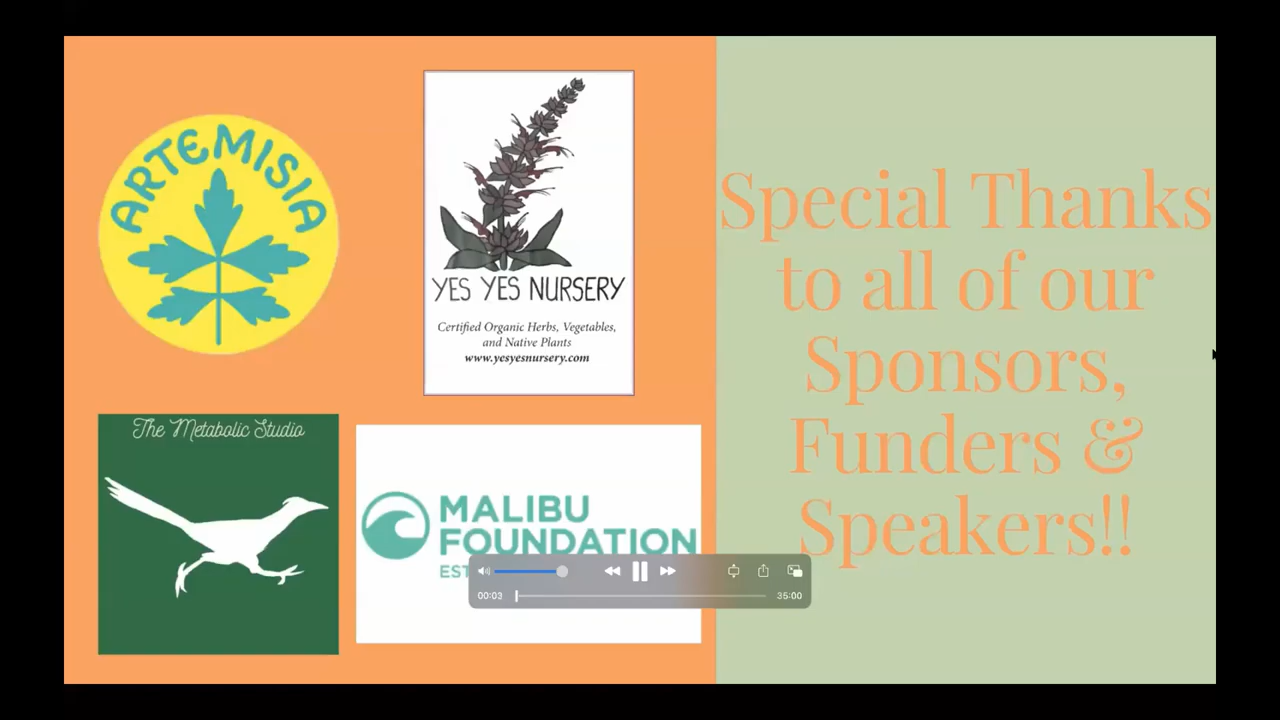 ARTEMISIA
YES YES NURSERY
Certified Organic Herbs, Vegetables,
and Native Plants
www.yesyesnursery.com
The Metabolic Studio
MALIBU
FOUNDATION
EST
Special Thanks
to all of our
Sponsors,
Funders &
Speakers!!
00:03
35:00